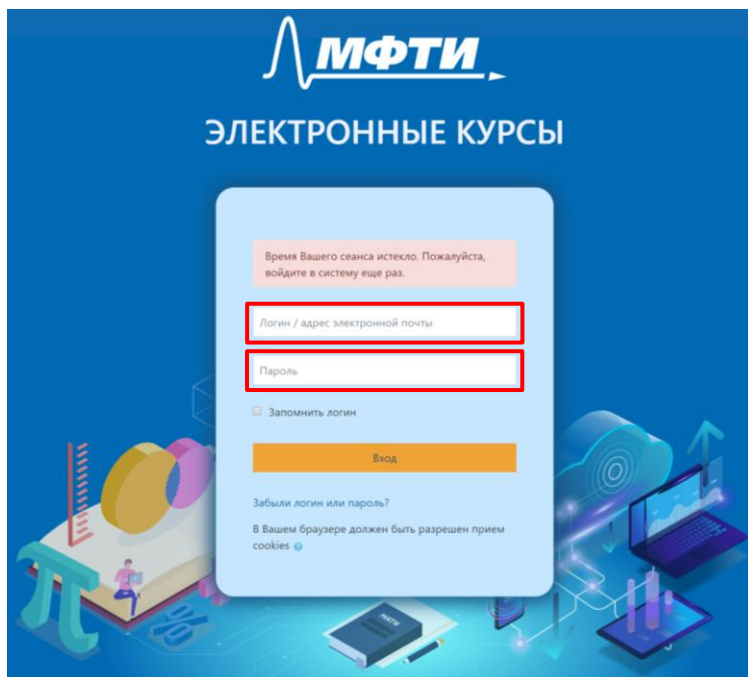 МФТИ
ЭЛЕКТРОННЫЕ КУРСЫ
Время Вашего сеанса истекло. Пожалуйста,
войдите в систему еще раз.
Логин / адрес электронной почты
Пароль
Запомнить логин
Вход
Забыли логин или пароль?
В Вашем браузере должен быть разрешен прием
cookies
π
%